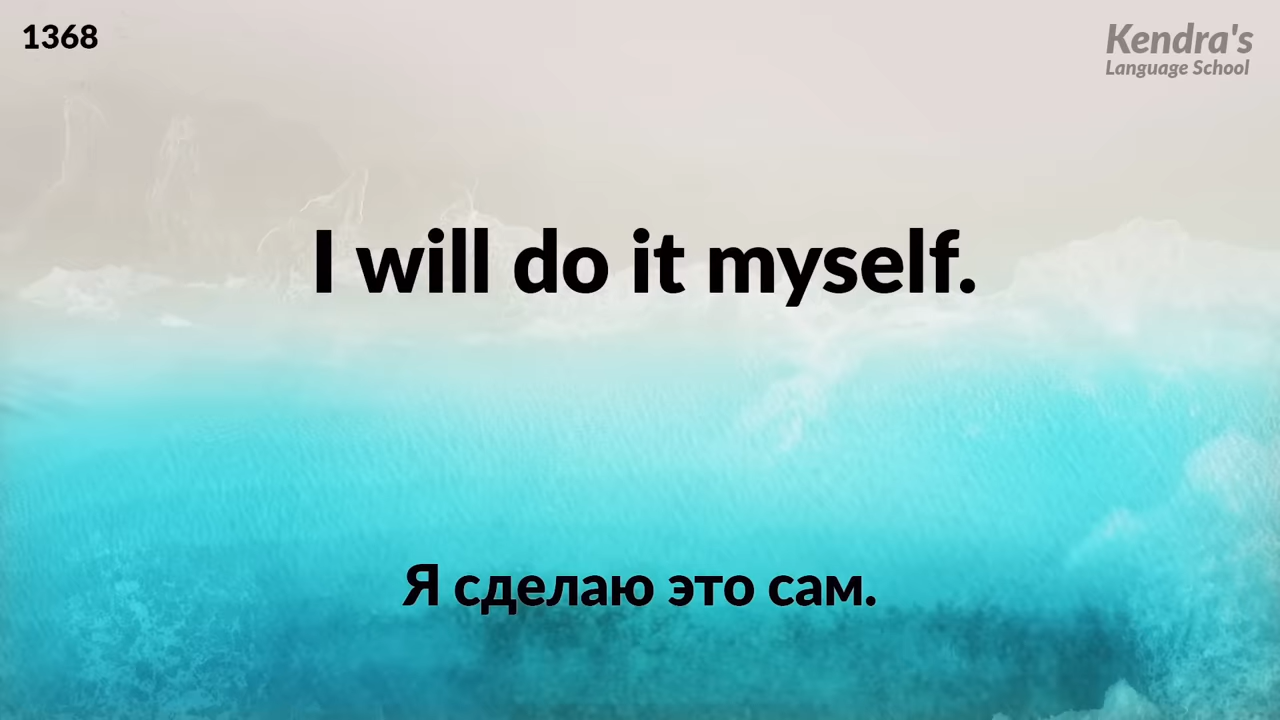 1368
Kendra's
Language School
I will do it myself.
Я сделаю это сам.